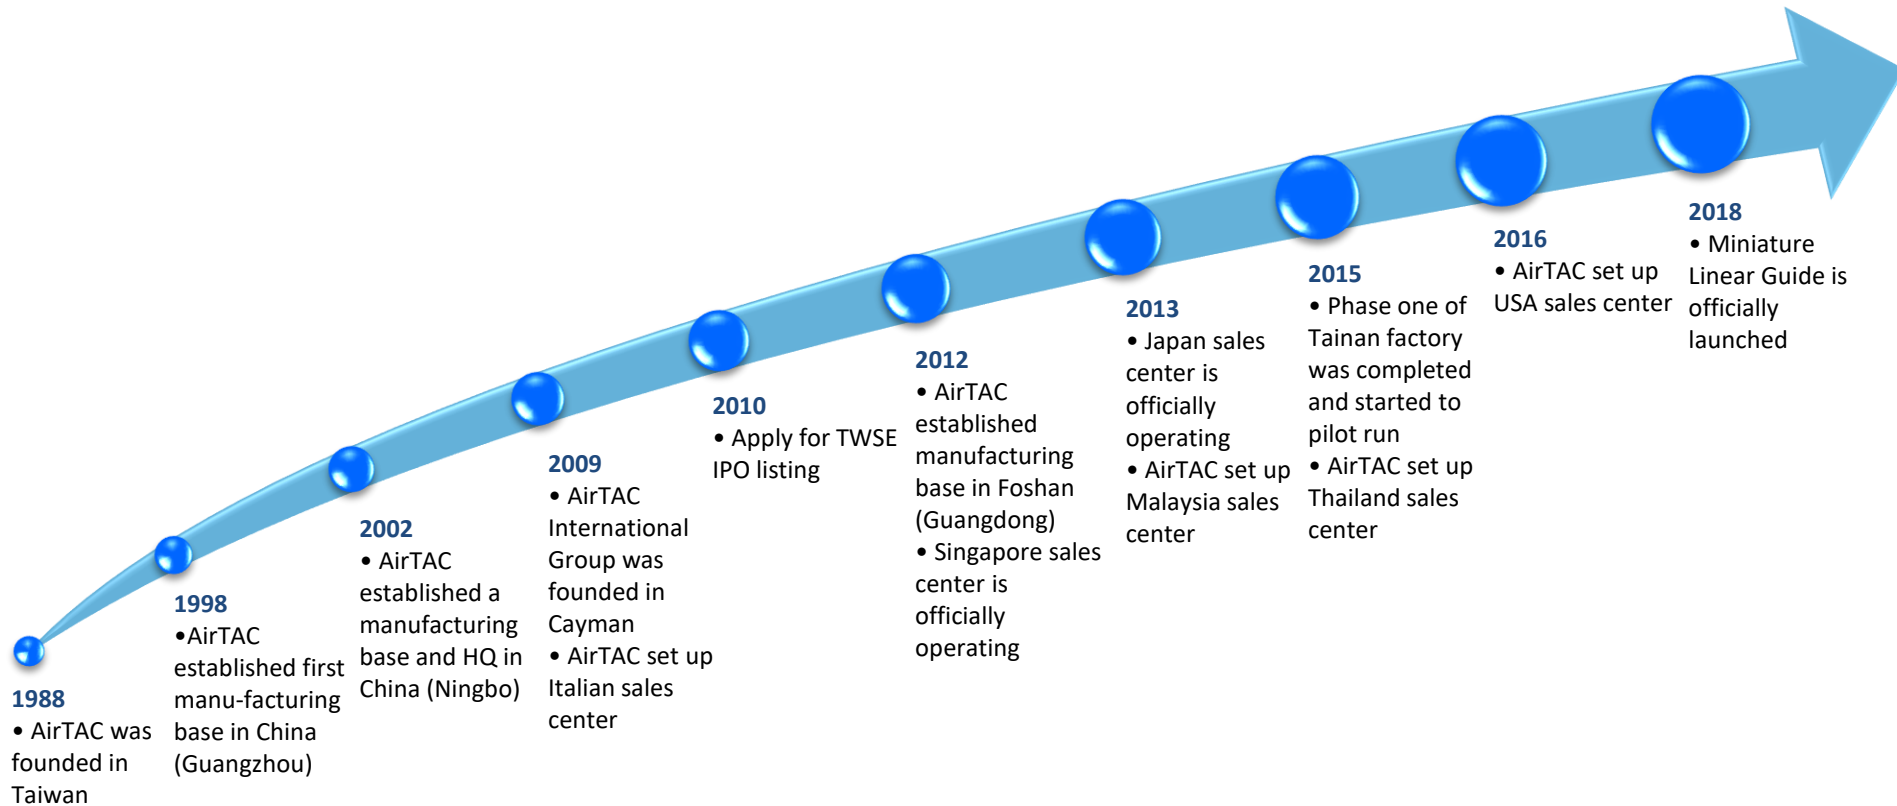 1988
• AirTAC was
founded in
Taiwan
1998
•AirTAC
established first
manu-facturing
base in China
(Guangzhou)
2002
• AirTAC
established a
manufacturing
base and HQ in
China (Ningbo)
2009
• AirTAC
International
Group was
founded in
Cayman
• AirTAC set up
Italian sales
center
2010
• Apply for TWSE
IPO listing
2012
• AirTAC
established
manufacturing
base in Foshan
(Guangdong)
• Singapore sales
center is
officially
operating
2013
• Japan sales
center is
officially
operating
• AirTAC set up
Malaysia sales
center
2015
• Phase one of
Tainan factory
was completed
and started to
pilot run
• AirTAC set up
Thailand sales
center
2016
• AirTAC set up
USA sales center
2018
• Miniature
Linear Guide is
officially
launched